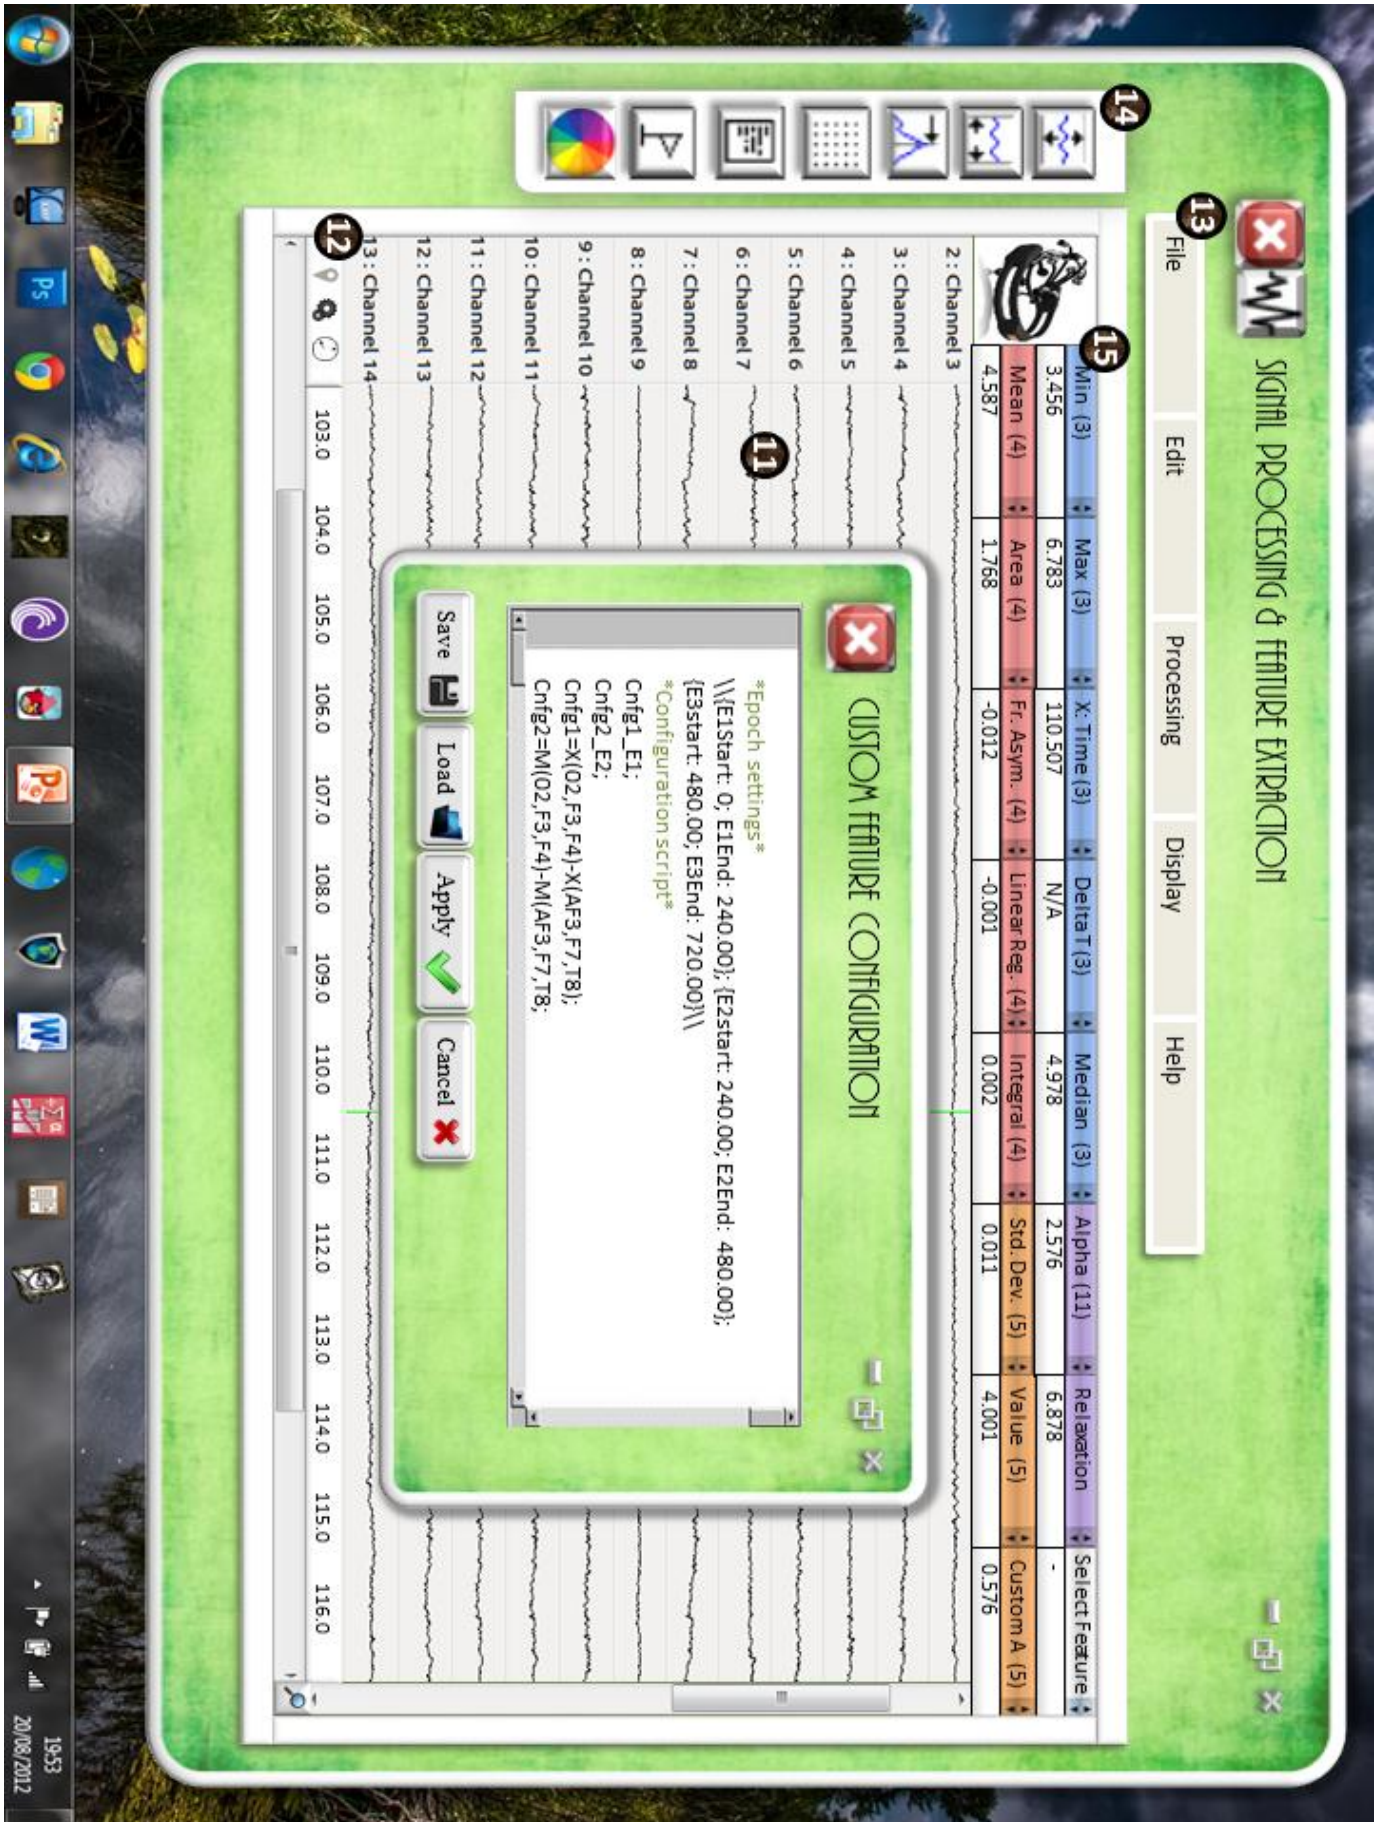 SIGNAL PROCESSING & FEATURE EXTRACTION
13
File Edit Processing Display Help
14
15
Min (3) Max (3) X: Time (3) Delta T (3) Median (3) Alpha (11) Relaxation Select Feature
3.456 6.783 110.507 N/A 4.978 2.576 6.878 -
Mean (4) Area (4) Fr. Asym. (4) Linear Reg. (4) Integral (4) Std. Dev. (5) Value (5) Custom A (5)
4.587 1.768 -0.012 -0.001 0.002 0.011 4.001 0.576
2 : Channel 3
3 : Channel 4
4 : Channel 5
5 : Channel 6
6 : Channel 7
7 : Channel 8
8 : Channel 9
9 : Channel 10
10 : Channel 11
11 : Channel 12
12 : Channel 13
13 : Channel 14
11
CUSTOM FEATURE CONFIGURATION
*Epoch settings*
\\{E1Start: 0; E1End: 240.00}; {E2start: 240.00; E2End: 480.00};
{E3start: 480.00; E3End: 720.00}\\
*Configuration script*
Cnfg1_E1;
Cnfg2_E2;
Cnfg1=X(O2,F3,F4)-X(AF3,F7,T8);
Cnfg2=M(O2,F3,F4)-M(AF3,F7,T8;
Save Load Apply Cancel
12
103.0 104.0 105.0 106.0 107.0 108.0 109.0 110.0 111.0 112.0 113.0 114.0 115.0 116.0
Ps
P
W
19:53
20/08/2012